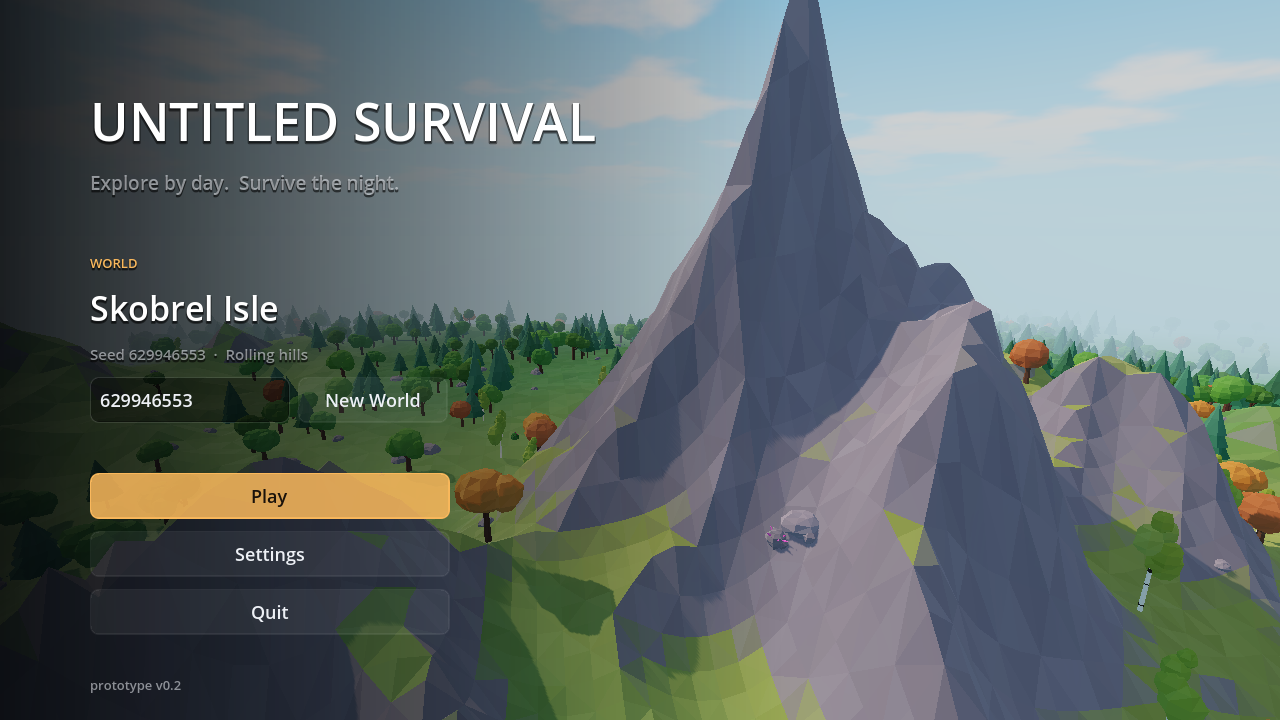 UNTITLED SURVIVAL
Explore by day.  Survive the night.
WORLD
Skobrel Isle
Seed 629946553 · Rolling hills
629946553
New World
Play
Settings
Quit
prototype v0.2